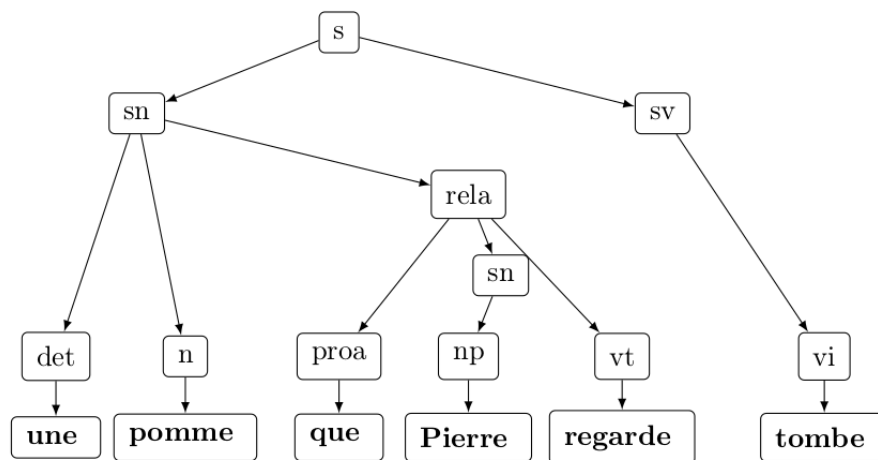 s
sn sv
rela
sn
det n proa np vt vi
une pomme que Pierre regarde tombe